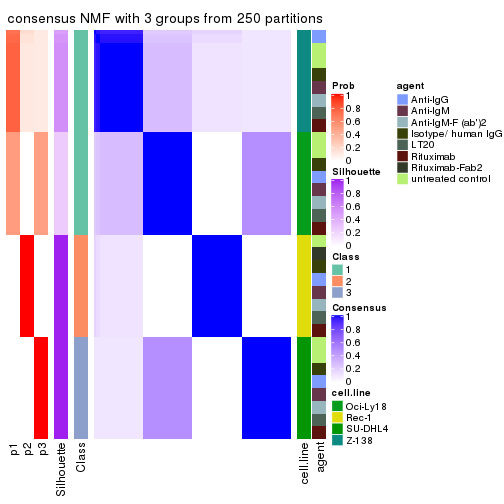 consensus NMF with 3 groups from 250 partitions
Prob
1
0.8
0.6
0.4
0.2
0
Silhouette
1
0.8
0.6
0.4
0.2
0
Class
1
2
3
Consensus
1
0.8
0.6
0.4
0.2
0
cell.line
Oci-Ly18
Rec-1
SU-DHL4
Z-138
agent
Anti-IgG
Anti-IgM
Anti-IgM-F (ab')2
Isotype/ human IgG
LT20
Rituximab
Rituximab-Fab2
untreated control
p1
p2
p3
Silhouette
Class
cell.line
agent